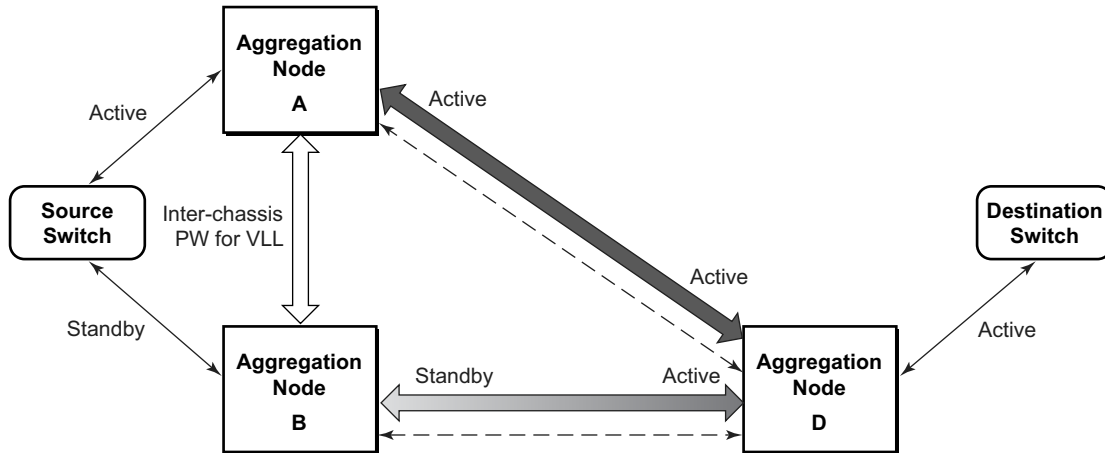 Aggregation
Node
A
Active
Active
Source
Switch
Inter-chassis
PW for VLL
Destination
Switch
Active
Standby
Active
Aggregation
Node
B
Standby
Active
Aggregation
Node
D